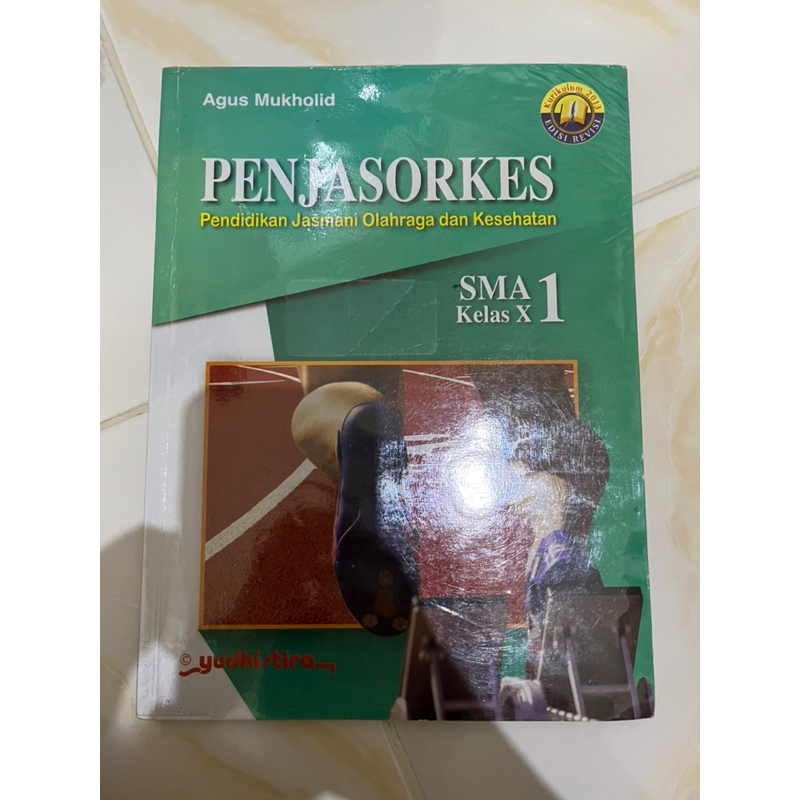 Agus Mukholid
Kurikulum 2013
EDISI REVISI
PENJASORKES
Pendidikan Jasmani Olahraga dan Kesehatan
SMA
Kelas X 1
© yudhistira